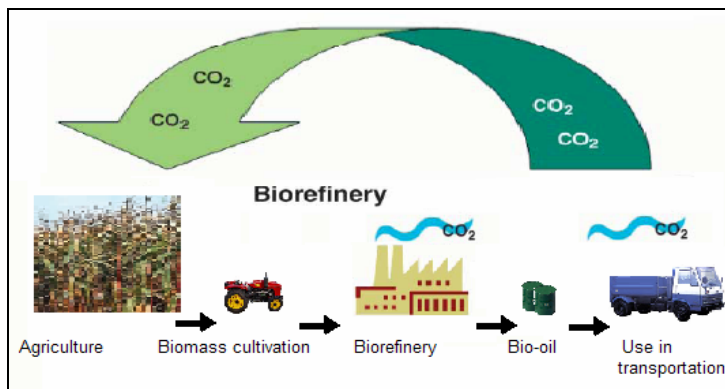 CO₂
CO₂
CO₂
CO₂
Biorefinery
CO₂
CO₂
Agriculture
Biomass cultivation
Biorefinery
Bio-oil
Use in
transportation